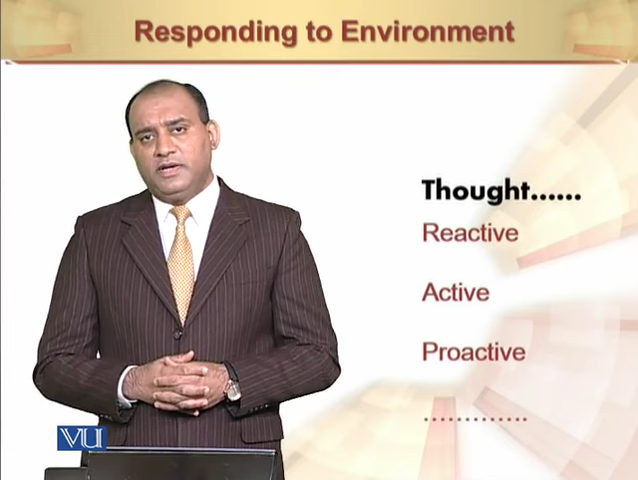 Responding to Environment
Thought......
Reactive
Active
Proactive
.............
VU